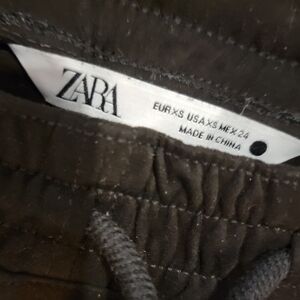 ZARA
EUR XS USA XS MEX 24
MADE IN CHINA